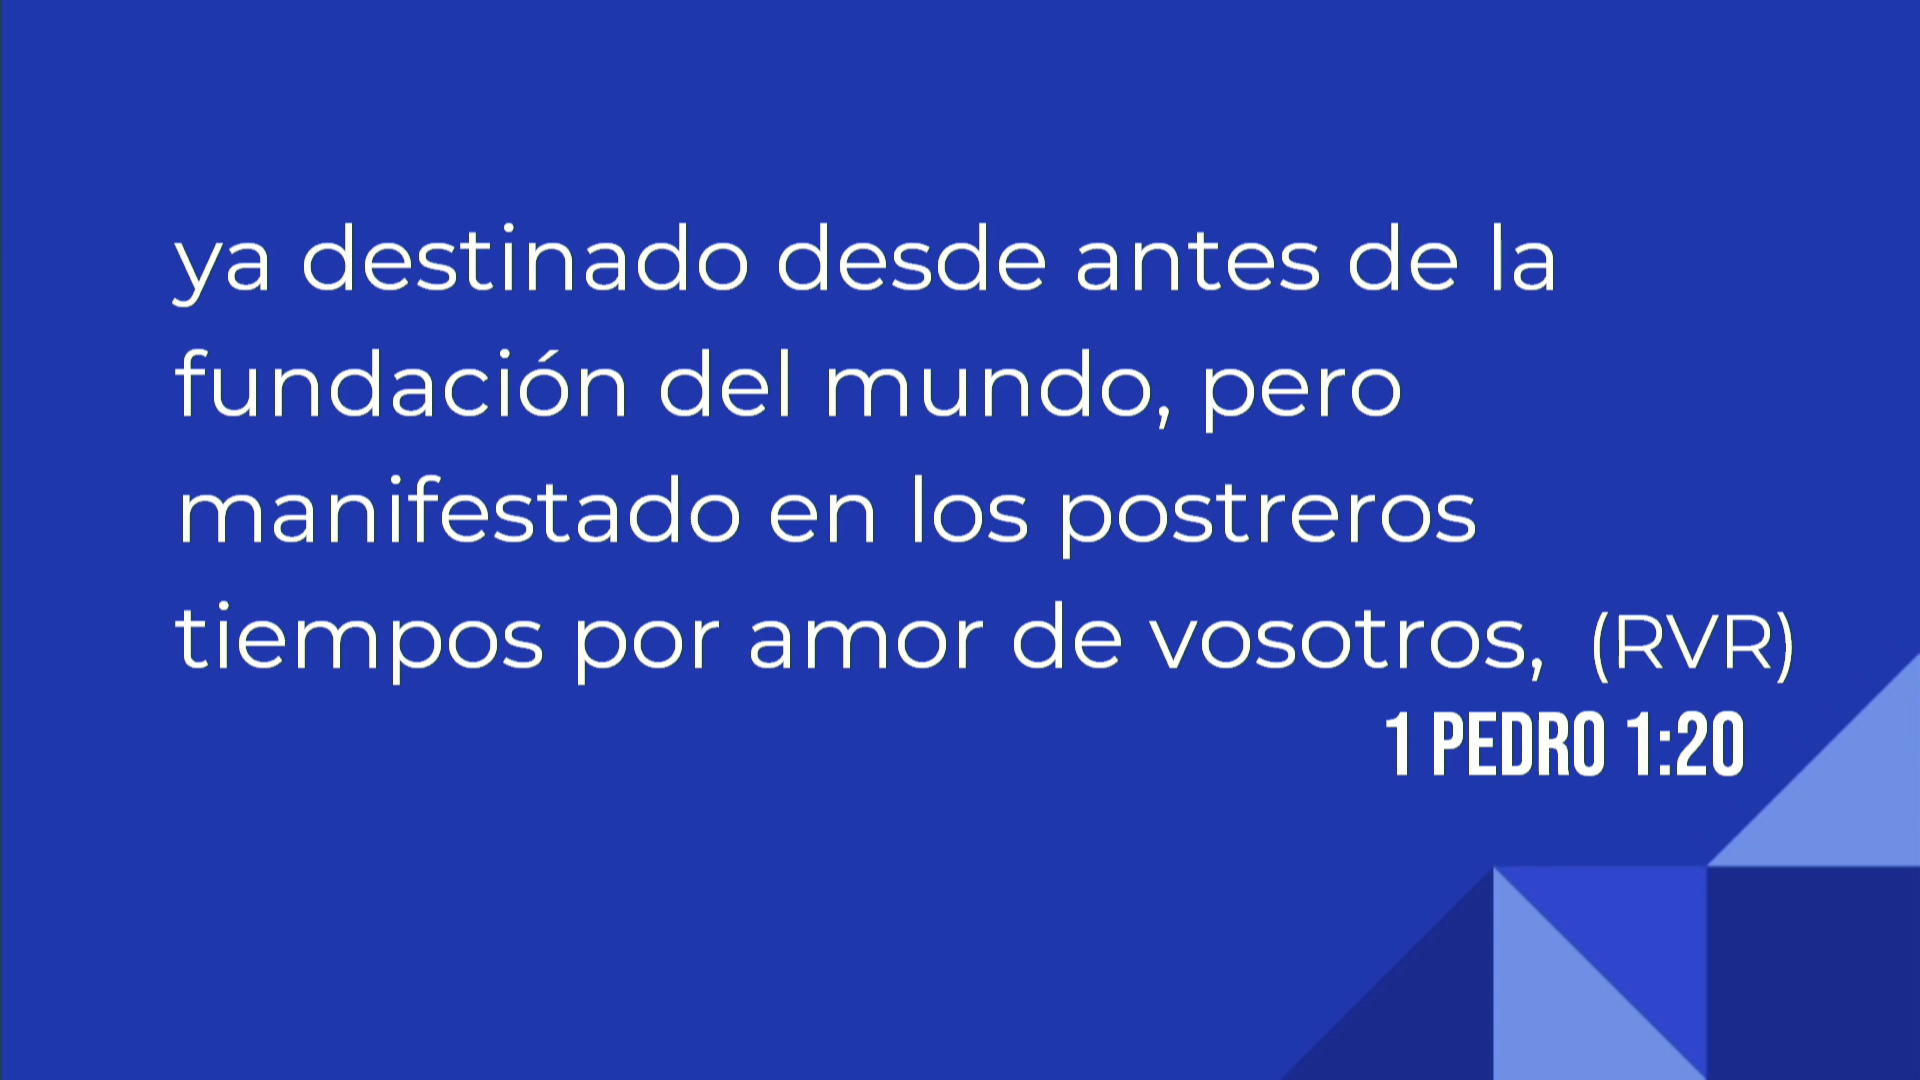 ya destinado desde antes de la
fundación del mundo, pero
manifestado en los postreros
tiempos por amor de vosotros, (RVR)
1 PEDRO 1:20